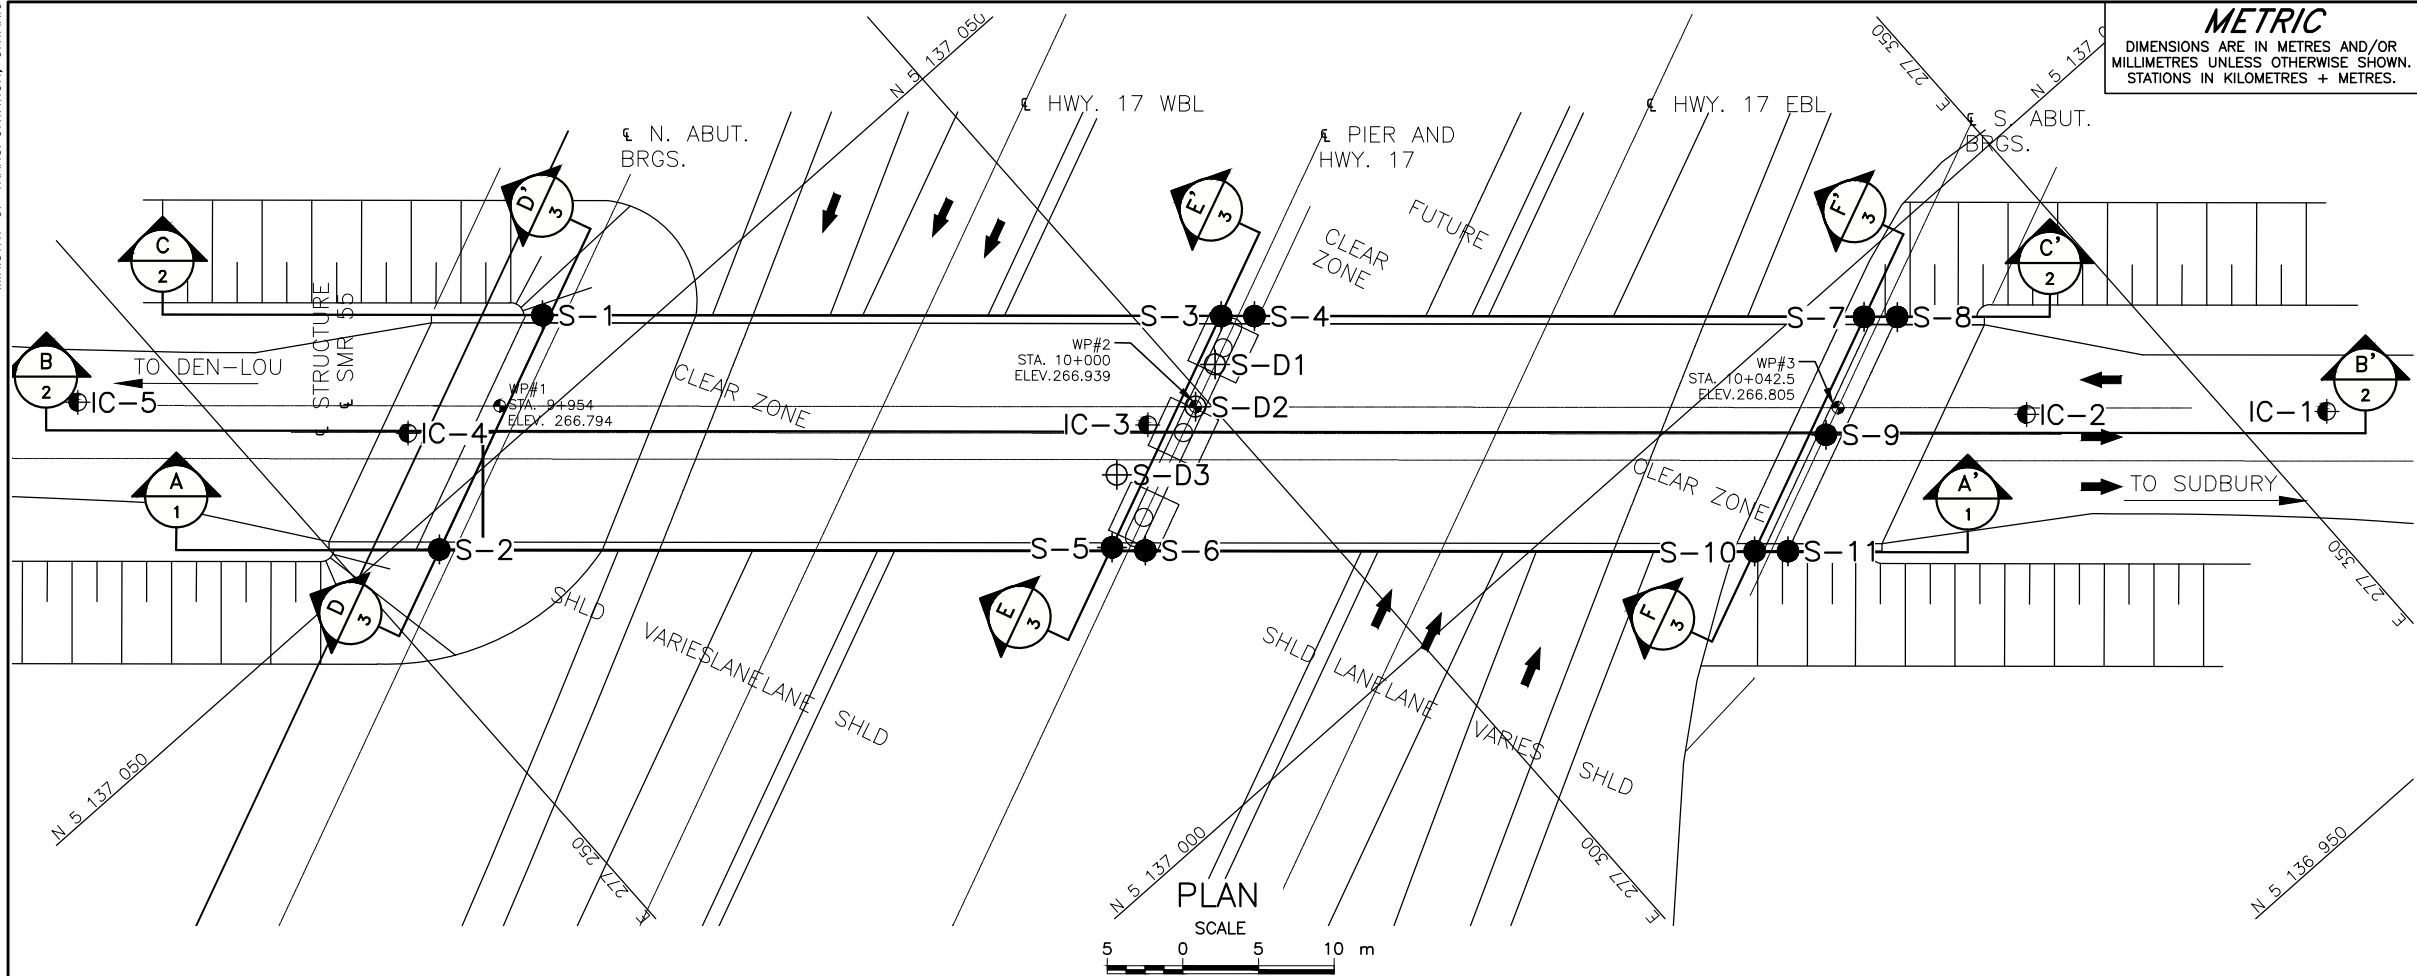 METRIC
DIMENSIONS ARE IN METRES AND/OR
MILLIMETRES UNLESS OTHERWISE SHOWN.
STATIONS IN KILOMETRES + METRES.
N 5 137 050
℄ HWY. 17 WBL
℄ HWY. 17 EBL
E 277 350
N 5 137 0
℄ N. ABUT.
BRGS.
℄ PIER AND
HWY. 17
℄ S. ABUT.
BRGS.
D'
3
E'
3
F'
3
FUTURE
CLEAR
ZONE
C
2
C'
2
℄ STRUCTURE
℄ SMR 55
S-1
S-3
S-4
S-7
S-8
B
2
B'
2
TO DEN-LOU
WP#2
STA. 10+000
ELEV.266.939
S-D1
WP#3
STA. 10+042.5
ELEV.266.805
CLEAR ZONE
WP#1
STA. 9+954
ELEV. 266.794
IC-5
IC-4
IC-3
S-D2
IC-2
IC-1
S-9
A
1
S-D3
CLEAR ZONE
A'
1
TO SUDBURY
S-2
S-5
S-6
S-10
S-11
E 277 350
D
3
E
3
F
3
SHLD
VARIES
LANE
LANE
SHLD
SHLD
LANE
LANE
VARIES
SHLD
N 5 137 050
E 277 250
N 5 137 000
E 277 300
N 5 136 950
PLAN
SCALE
5 0 5 10 m